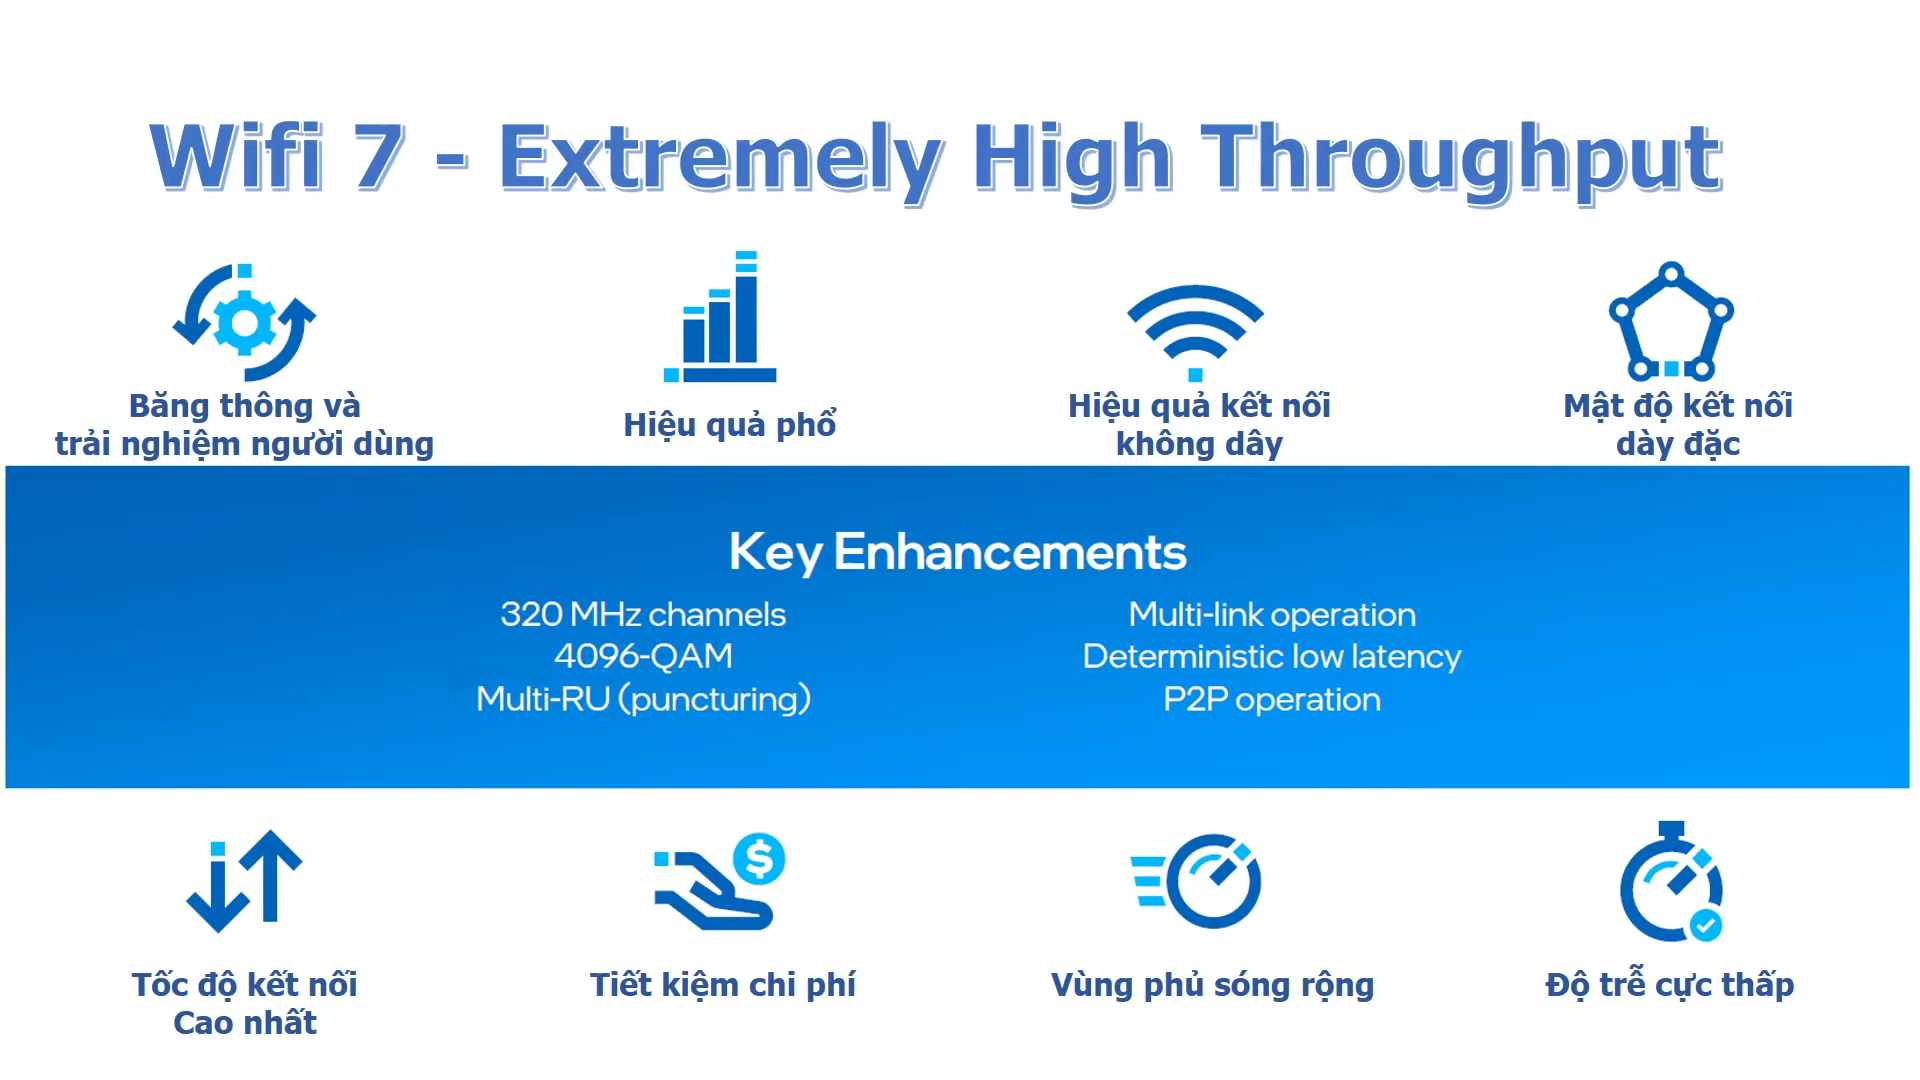 Wifi 7 - Extremely High Throughput
Băng thông và
trải nghiệm người dùng
Hiệu quả phổ
Hiệu quả kết nối
không dây
Mật độ kết nối
dày đặc
Key Enhancements
320 MHz channels
4096-QAM
Multi-RU (puncturing)
Multi-link operation
Deterministic low latency
P2P operation
$
Tốc độ kết nối
Cao nhất
Tiết kiệm chi phí
Vùng phủ sóng rộng
Độ trễ cực thấp